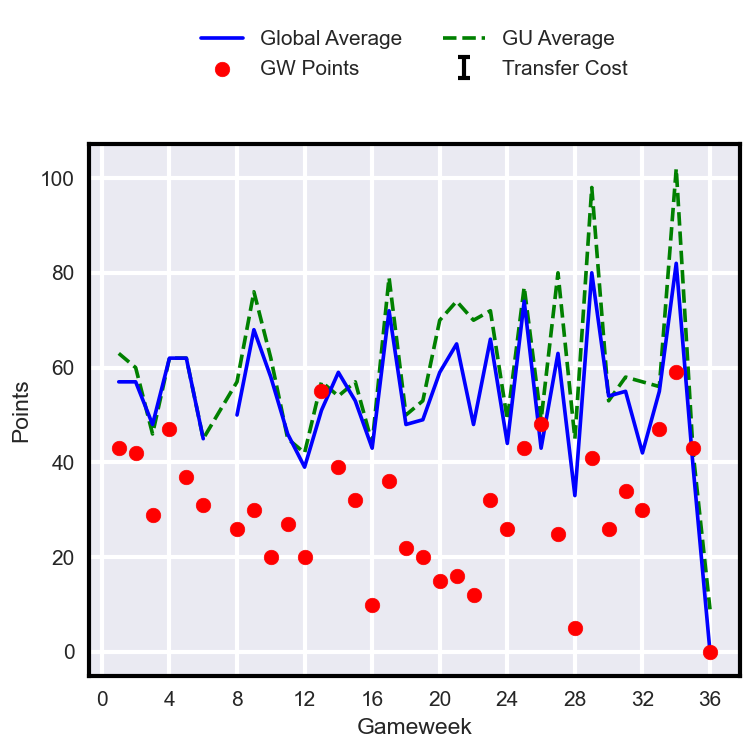 Global Average
GW Points
GU Average
Transfer Cost
100
80
60
40
20
0
Points
0 4 8 12 16 20 24 28 32 36
Gameweek